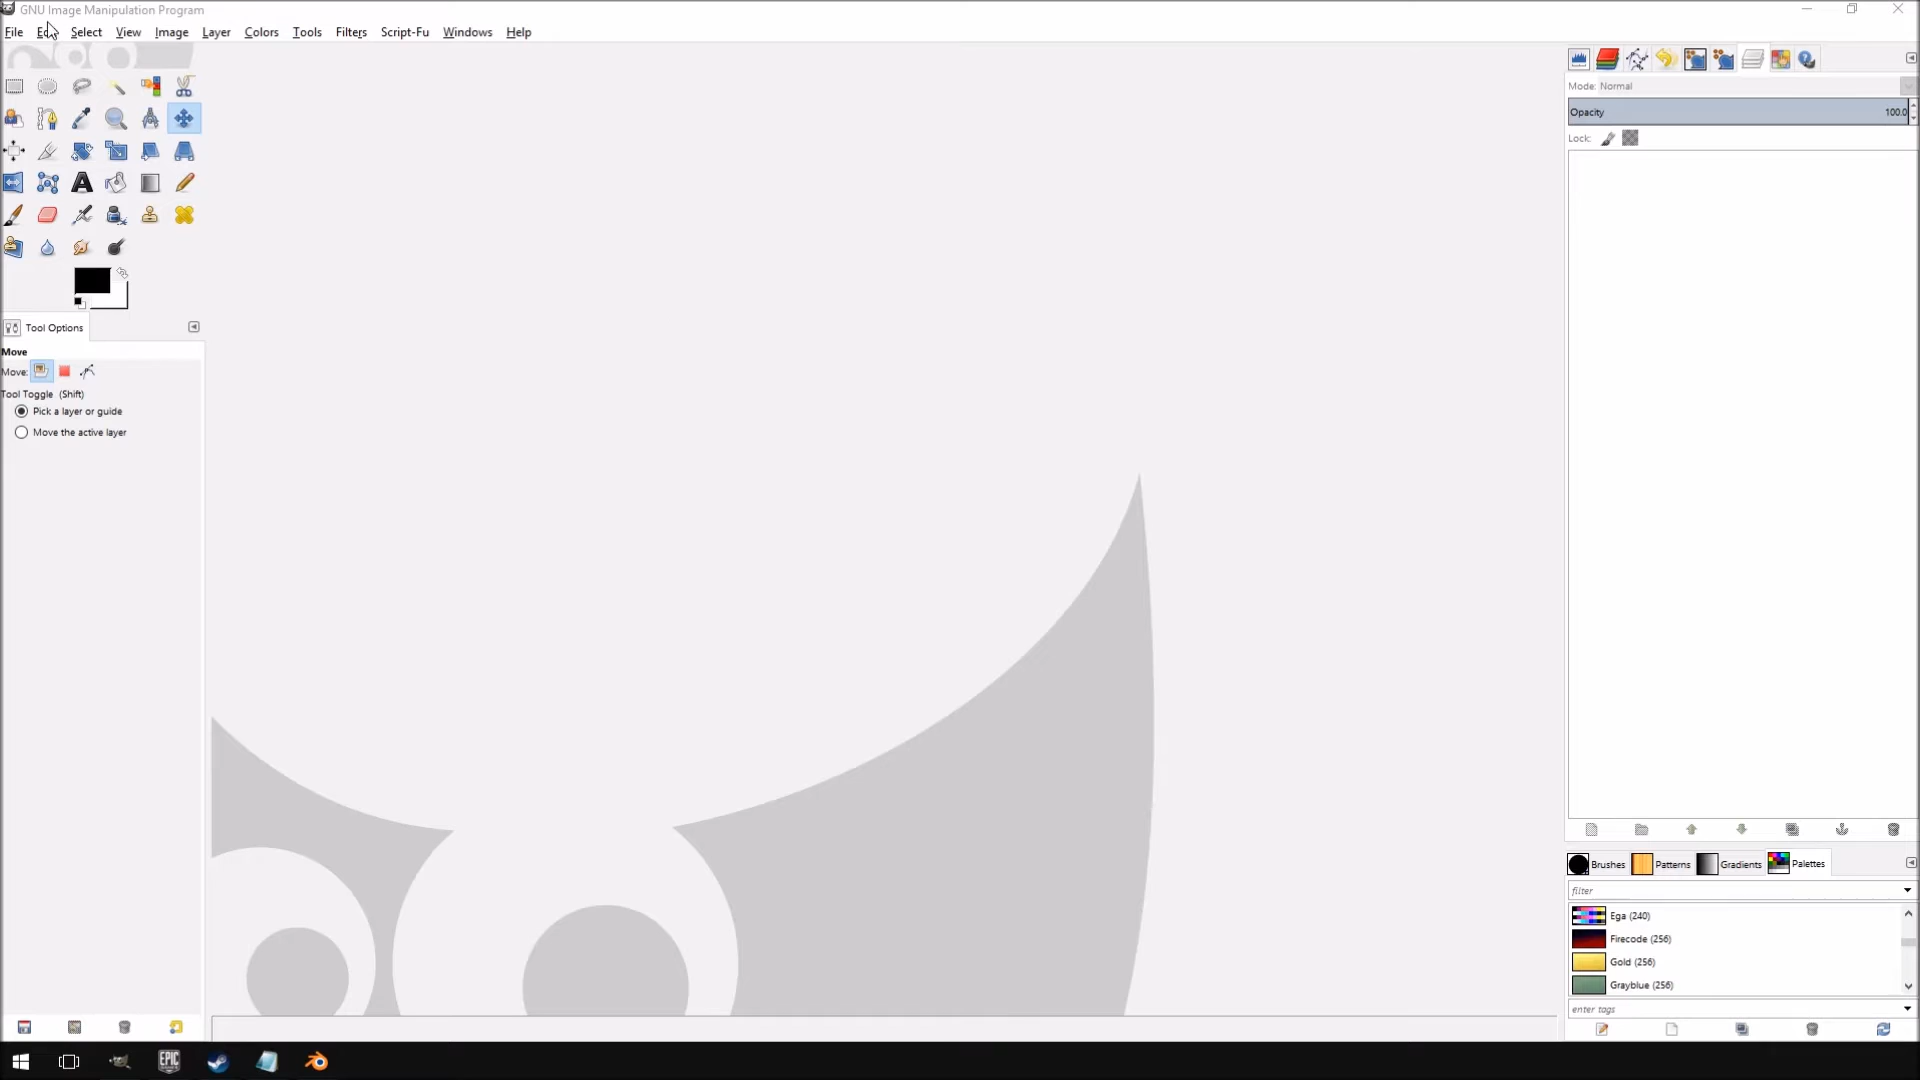 GNU Image Manipulation Program
File Edit Select View Image Layer Colors Tools Filters Script-Fu Windows Help
Mode: Normal
Opacity 100.0
Lock:
Tool Options
Move
Move:
Tool Toggle (Shift)
Pick a layer or guide
Move the active layer
Brushes Patterns Gradients Palettes
filter
Ega (240)
Firecode (256)
Gold (256)
Grayblue (256)
enter tags
EPIC